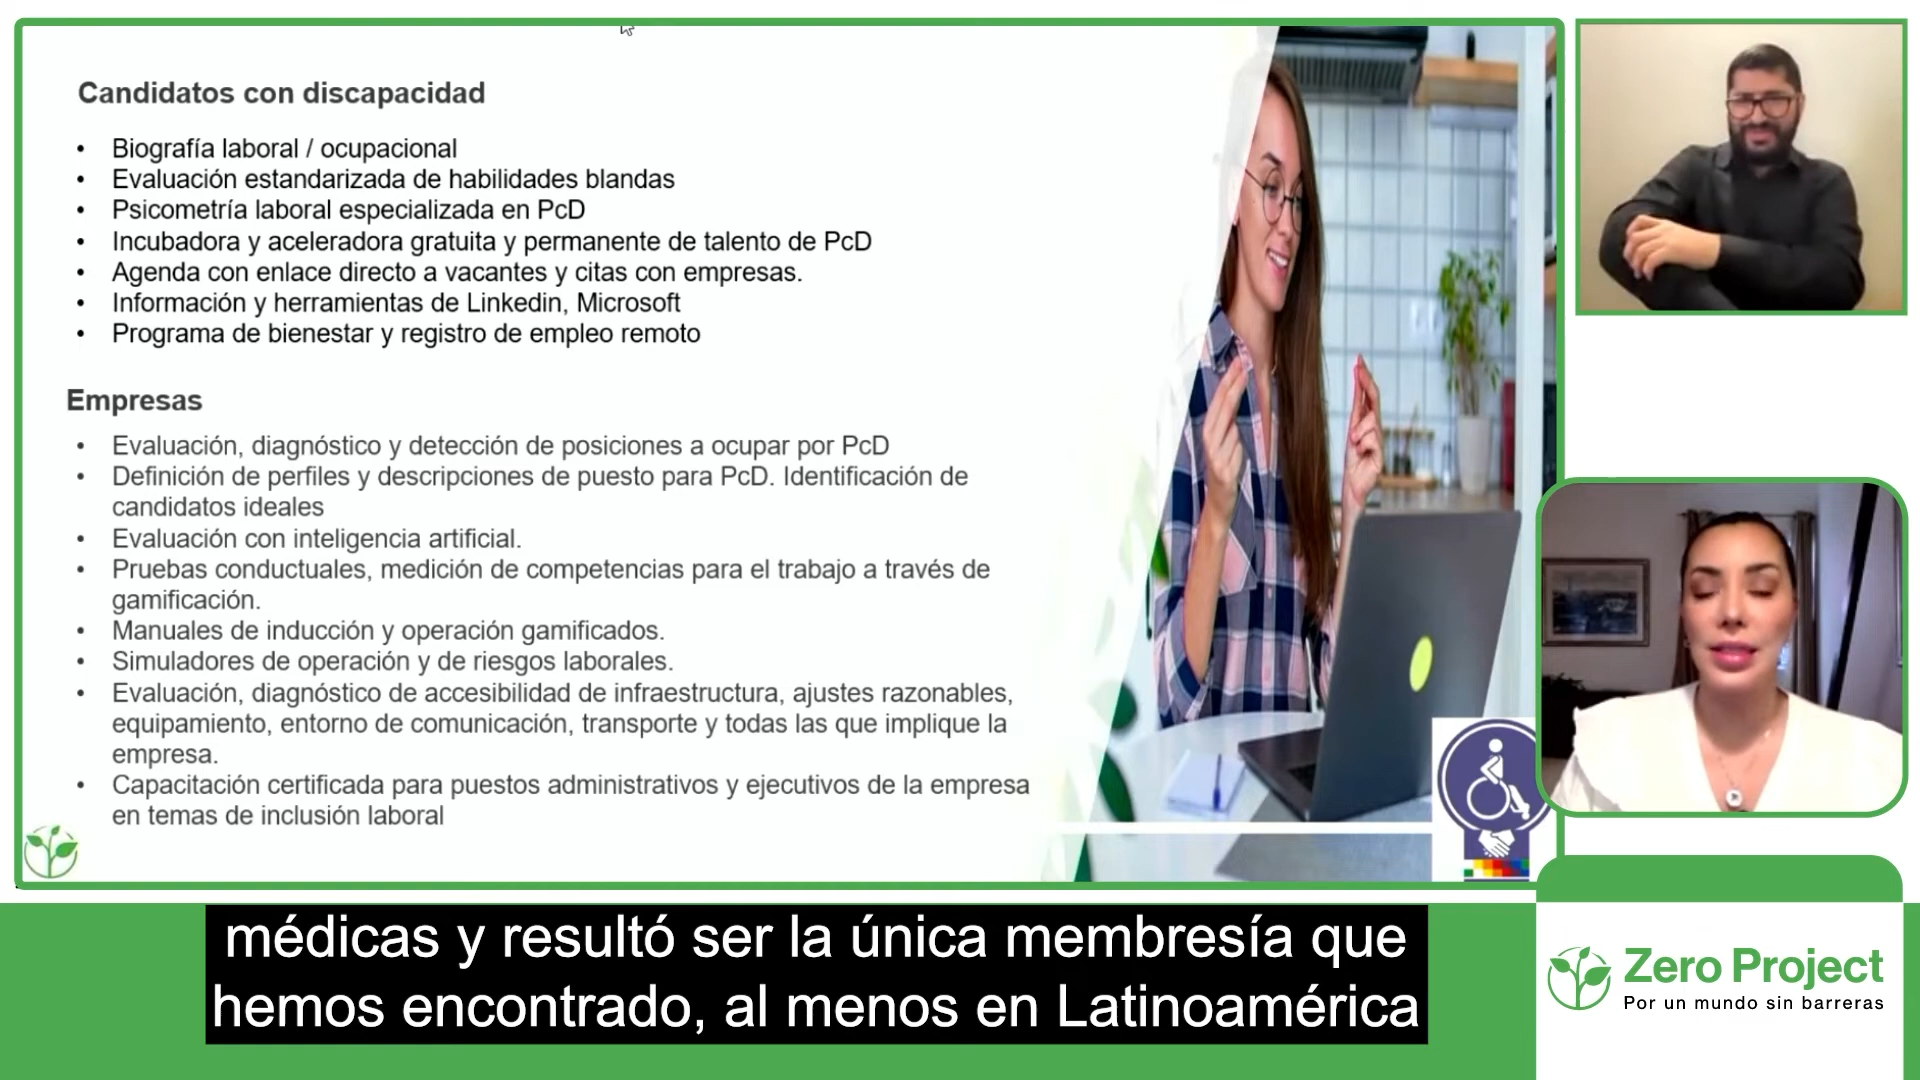 Candidatos con discapacidad
• Biografía laboral / ocupacional
• Evaluación estandarizada de habilidades blandas
• Psicometría laboral especializada en PcD
• Incubadora y aceleradora gratuita y permanente de talento de PcD
• Agenda con enlace directo a vacantes y citas con empresas.
• Información y herramientas de Linkedin, Microsoft
• Programa de bienestar y registro de empleo remoto
Empresas
• Evaluación, diagnóstico y detección de posiciones a ocupar por PcD
• Definición de perfiles y descripciones de puesto para PcD. Identificación de
candidatos ideales
• Evaluación con inteligencia artificial.
• Pruebas conductuales, medición de competencias para el trabajo a través de
gamificación.
• Manuales de inducción y operación gamificados.
• Simuladores de operación y de riesgos laborales.
• Evaluación, diagnóstico de accesibilidad de infraestructura, ajustes razonables,
equipamiento, entorno de comunicación, transporte y todas las que implique la
empresa.
• Capacitación certificada para puestos administrativos y ejecutivos de la empresa
en temas de inclusión laboral
médicas y resultó ser la única membresía que
hemos encontrado, al menos en Latinoamérica
Zero Project
Por un mundo sin barreras